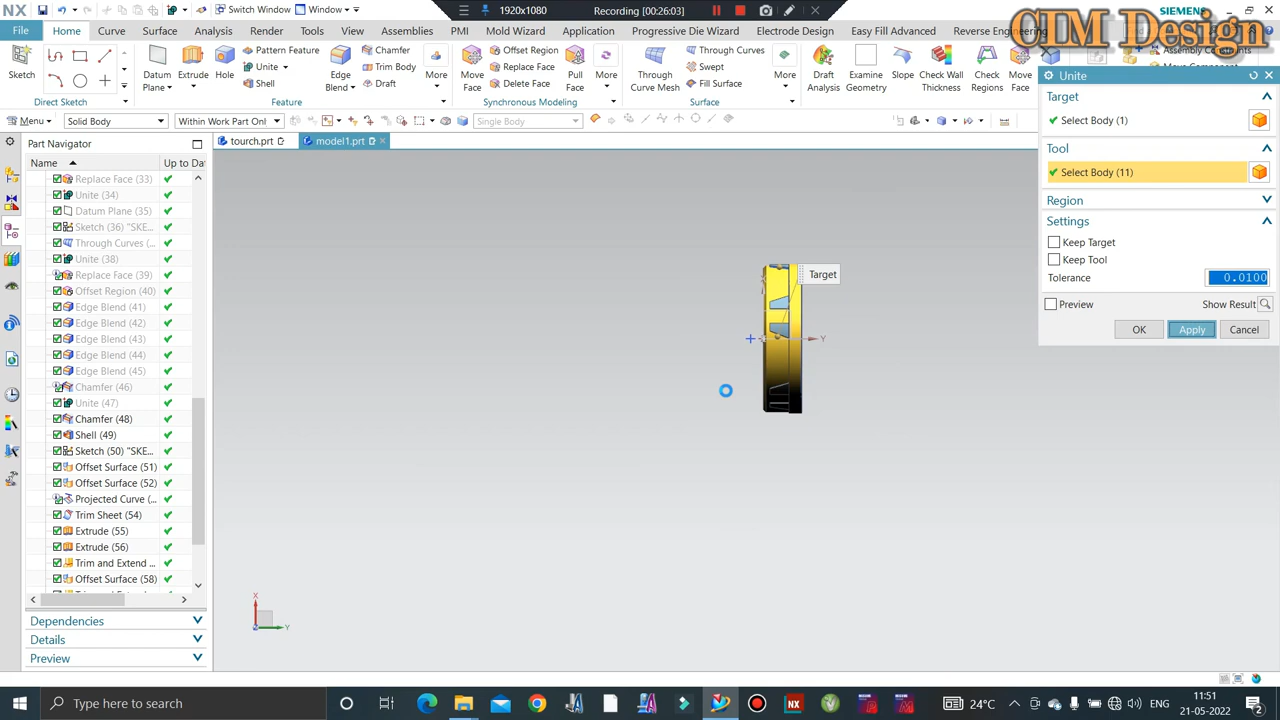 NX
Switch Window
Window
1920x1080
Recording [00:26:03]
SIEMENS
CIM Design
File
Home
Curve
Surface
Analysis
Tools
Render
View
Assemblies
PMI
Mold Wizard
Application
Progressive Die Wizard
Electrode Design
Easy Fill Advanced
Reverse Engineering
Sketch
Direct Sketch
Datum Plane
Extrude
Hole
Pattern Feature
Unite
Shell
Edge Blend
Chamfer
Trim Body
Draft
More
Feature
Move Face
Offset Region
Replace Face
Delete Face
Pull Face
More
Synchronous Modeling
Through Curve Mesh
Through Curves
Swept
Fill Surface
More
Surface
Draft Analysis
Examine Geometry
Slope
Check Wall Thickness
Check Regions
Move Face
Assembly Constraints
Menu
Solid Body
Within Work Part Only
Single Body
Part Navigator
tourch.prt
model1.prt
Name
Up to Da
Replace Face (33)
Unite (34)
Datum Plane (35)
Sketch (36) "SKE...
Through Curves (
Unite (38)
Replace Face (39)
Offset Region (40)
Edge Blend (41)
Edge Blend (42)
Edge Blend (43)
Edge Blend (44)
Edge Blend (45)
Chamfer (46)
Unite (47)
Chamfer (48)
Shell (49)
Sketch (50) "SKE...
Offset Surface (51)
Offset Surface (52)
Projected Curve (...
Trim Sheet (54)
Extrude (55)
Extrude (56)
Trim and Extend ...
Offset Surface (58)
Dependencies
Details
Preview
Target
Y
X
Y
Unite
Target
Select Body (1)
Tool
Select Body (11)
Region
Settings
Keep Target
Keep Tool
Tolerance
0.0100
Preview
Show Result
OK
Apply
Cancel
Type here to search
24°C
ENG
11:51
21-05-2022
2